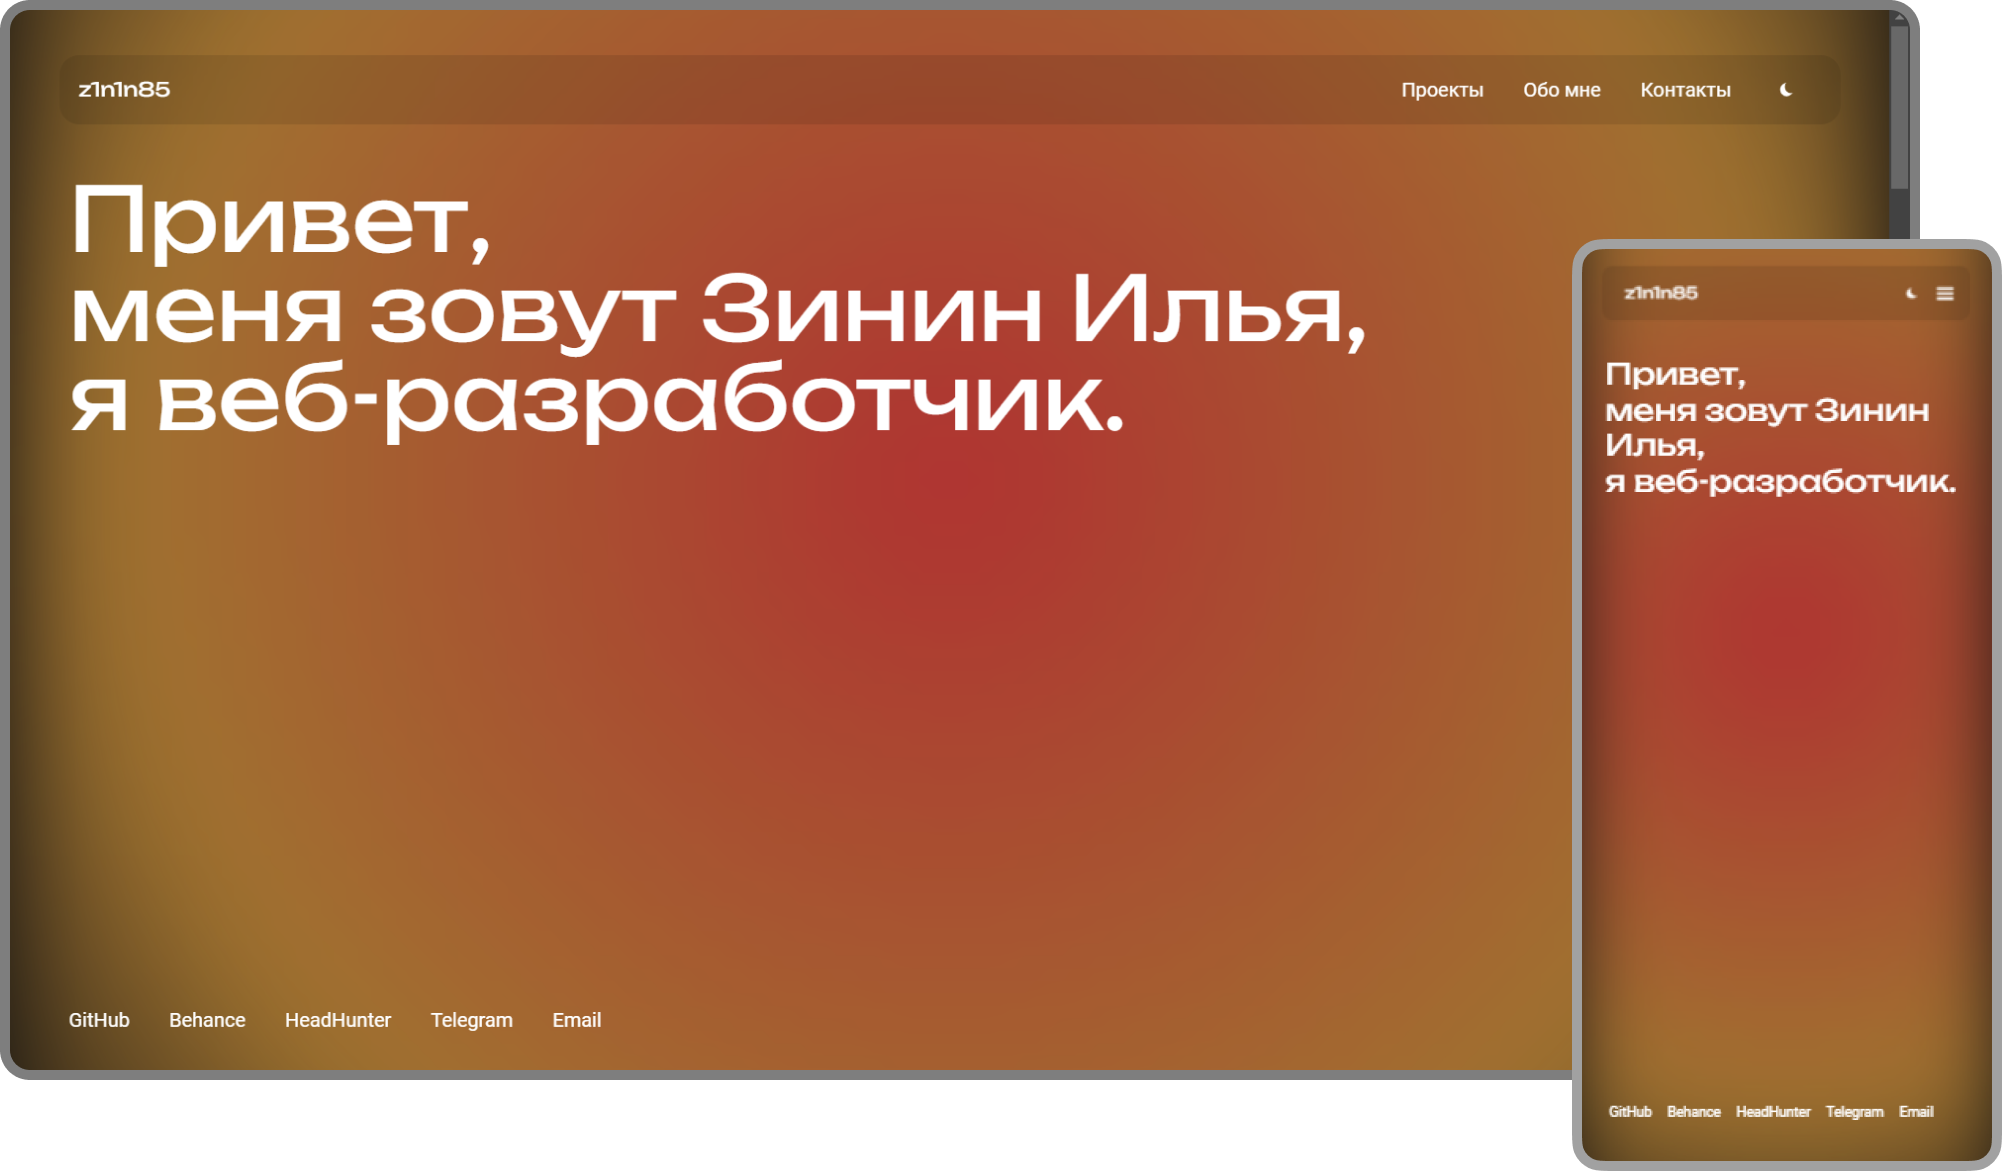 z1n1n85
Проекты Обо мне Контакты
Привет,
меня зовут Зинин Илья,
я веб-разработчик.
GitHub Behance HeadHunter Telegram Email
z1n1n85
Привет,
меня зовут Зинин
Илья,
я веб-разработчик.
GitHub Behance HeadHunter Telegram Email